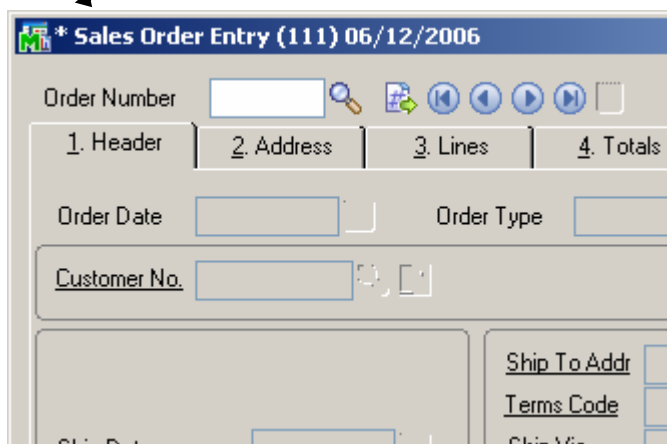 * Sales Order Entry (111) 06/12/2006
Order Number
1. Header 2. Address 3. Lines 4. Totals
Order Date Order Type
Customer No.
Ship To Addr
Terms Code